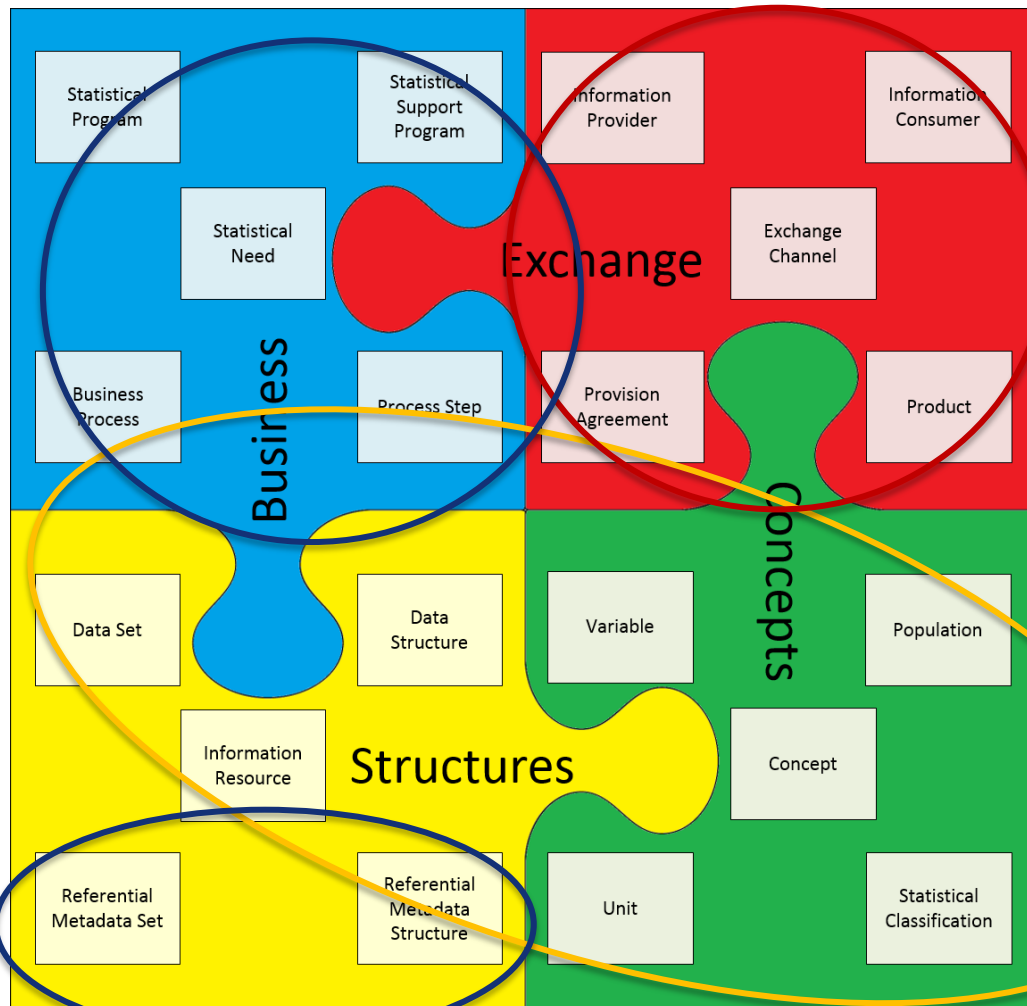 Statistical
Program
Statistical
Support
Program
Information
Provider
Information
Consumer
Statistical
Need
Exchange
Channel
Exchange
Business
Process
Process Step
Business
Provision
Agreement
Product
Concepts
Data Set
Data
Structure
Variable
Population
Information
Resource
Structures
Concept
Referential
Metadata Set
Referential
Metadata
Structure
Unit
Statistical
Classification